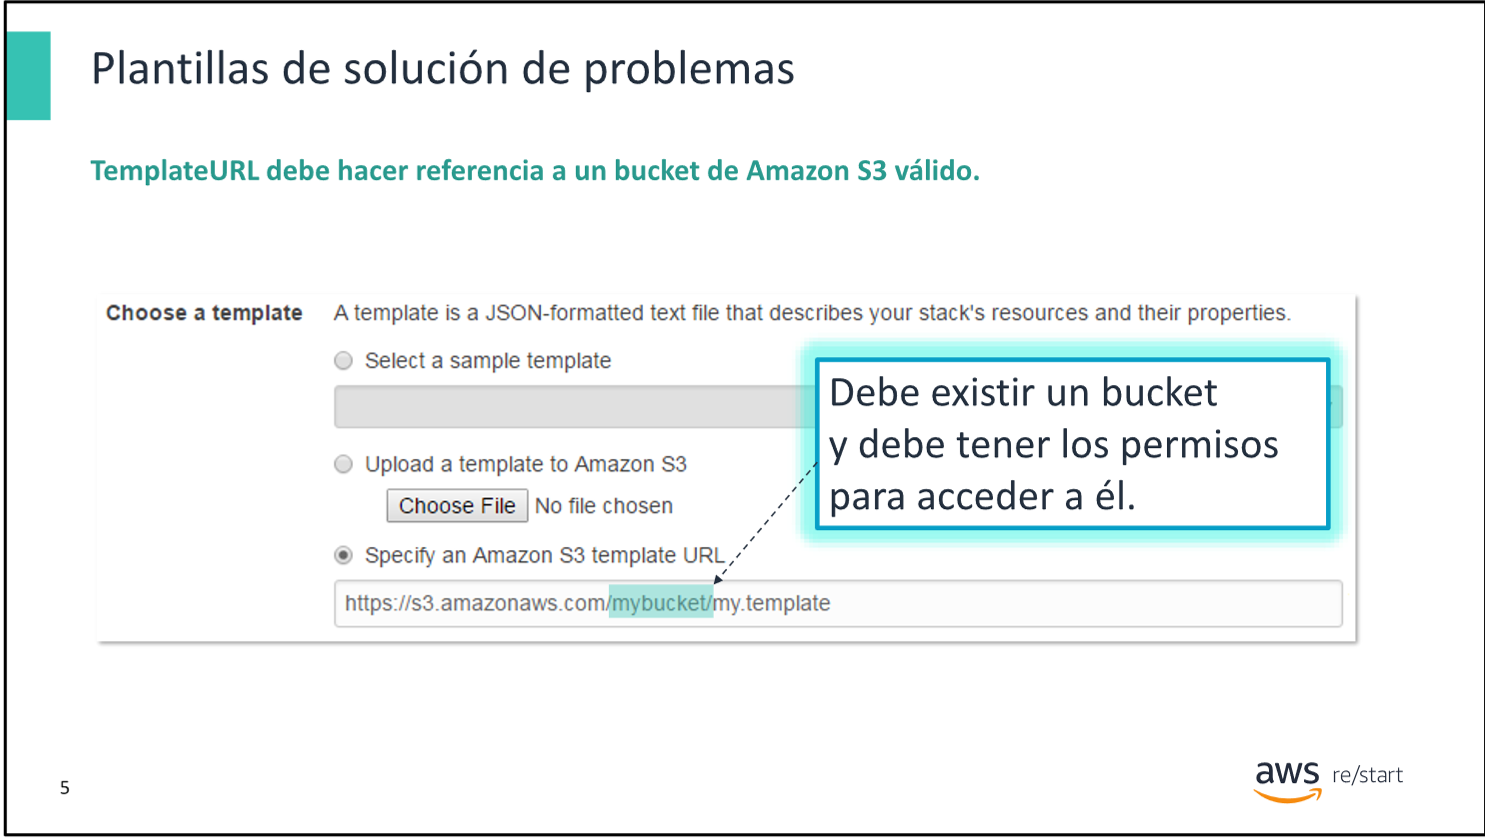 Plantillas de solución de problemas
TemplateURL debe hacer referencia a un bucket de Amazon S3 válido.
Choose a template
A template is a JSON-formatted text file that describes your stack's resources and their properties.
Select a sample template
Debe existir un bucket
y debe tener los permisos
para acceder a él.
Upload a template to Amazon S3
Choose File No file chosen
Specify an Amazon S3 template URL
https://s3.amazonaws.com/mybucket/my.template
5
aws re/start